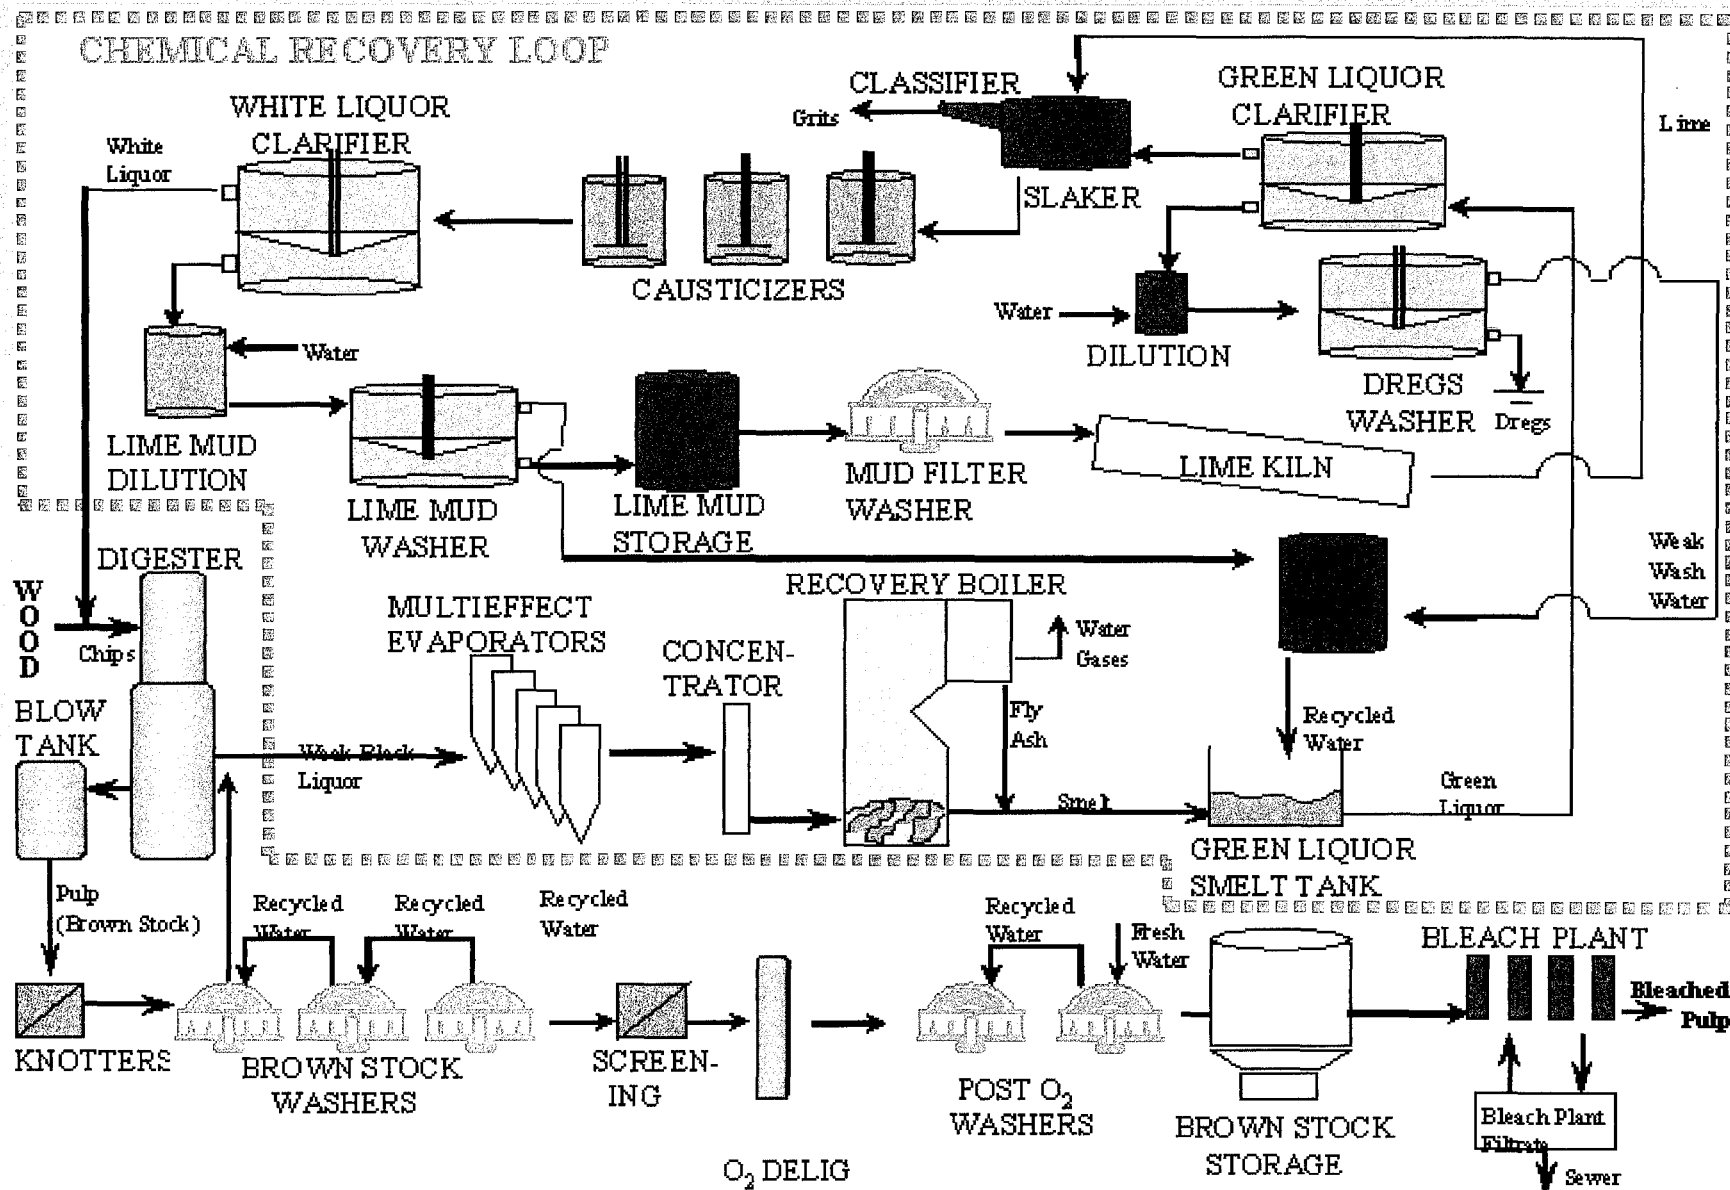 CHEMICAL RECOVERY LOOP
WHITE LIQUOR
CLARIFIER
White
Liquor
CLASSIFIER
Grits
SLAKER
GREEN LIQUOR
CLARIFIER
Lime
CAUSTICIZERS
Water
DILUTION
DREGS
WASHER
Dregs
Water
LIME MUD
DILUTION
LIME MUD
WASHER
LIME MUD
STORAGE
MUD FILTER
WASHER
LIME KILN
Weak
Wash
Water
DIGESTER
WOOD
Chips
BLOW
TANK
MULTIEFFECT
EVAPORATORS
CONCEN-
TRATOR
RECOVERY BOILER
Water
Gases
Fly
Ash
Recycled
Water
Weak Black
Liquor
Smelt
Green
Liquor
GREEN LIQUOR
SMELT TANK
Pulp
(Brown Stock)
Recycled
Water
Recycled
Water
Recycled
Water
Recycled
Water
Fresh
Water
BLEACH PLANT
Bleached
Pulp
KNOTTERS
BROWN STOCK
WASHERS
SCREEN-
ING
O₂ DELIG
POST O₂
WASHERS
BROWN STOCK
STORAGE
Bleach Plant
Filtrate
Sewer